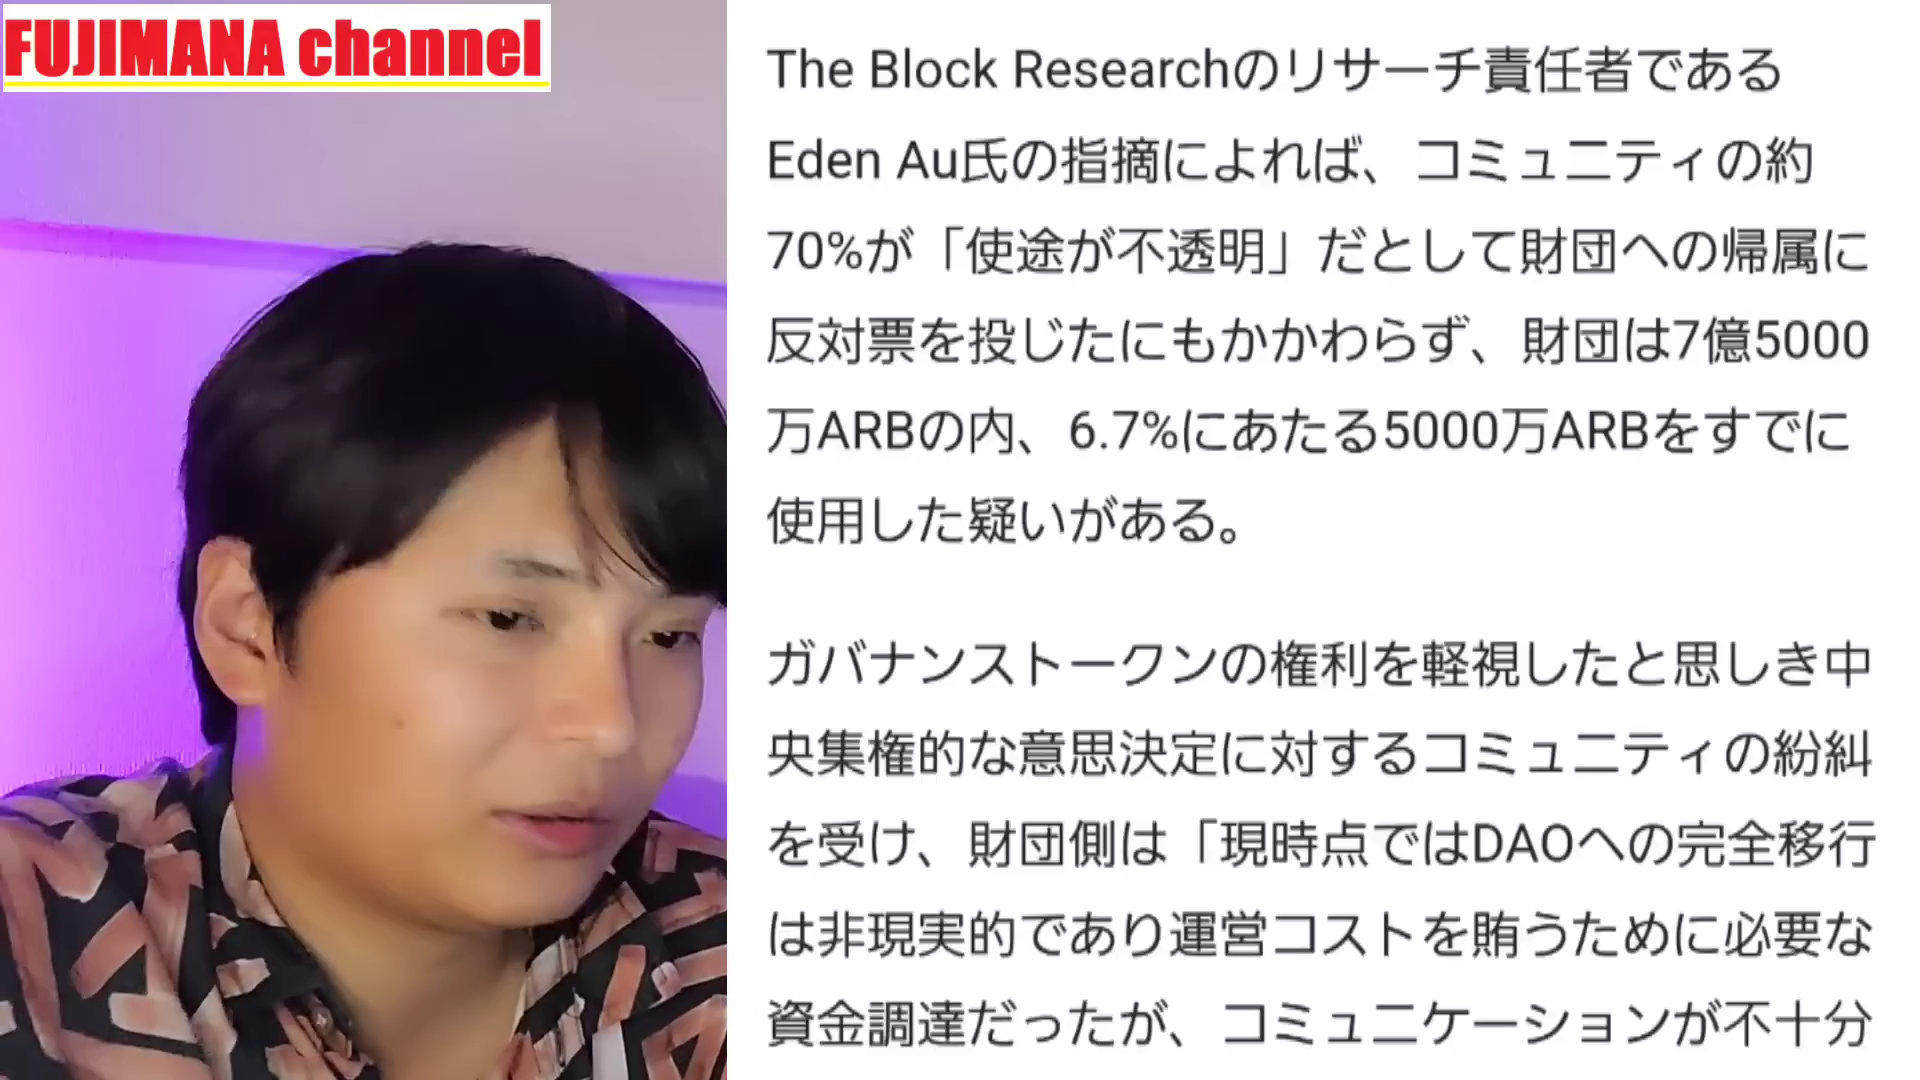 FUJIMANA channel
The Block Researchのリサーチ責任者である
Eden Au氏の指摘によれば、コミュニティの約
70%が「使途が不透明」だとして財団への帰属に
反対票を投じたにもかかわらず、財団は7億5000
万ARBの内、6.7%にあたる5000万ARBをすでに
使用した疑いがある。
ガバナンストークンの権利を軽視したと思しき中
央集権的な意思決定に対するコミュニティの紛糾
を受け、財団側は「現時点ではDAOへの完全移行
は非現実的であり運営コストを賄うために必要な
資金調達だったが、コミュニケーションが不十分